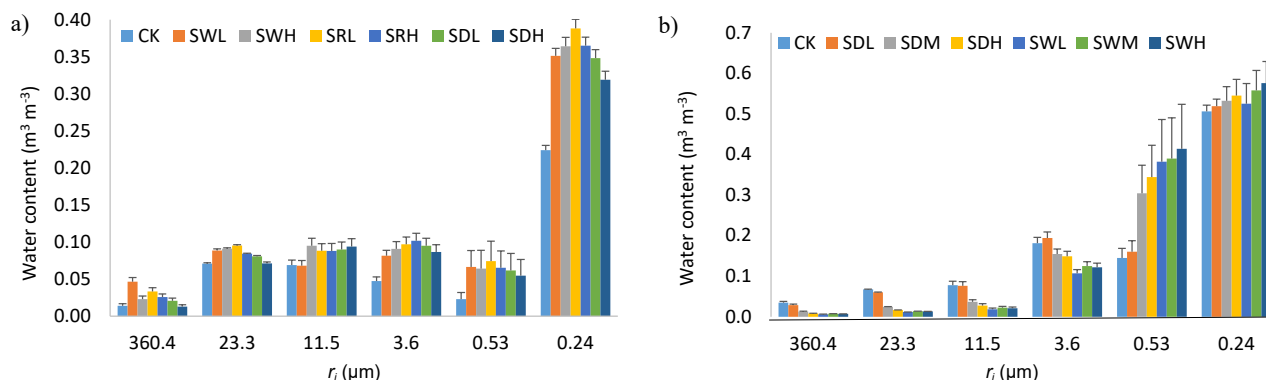 a)
0.40
CK SWL SWH SRL SRH SDL SDH
0.35
0.30
0.25
0.20
0.15
0.10
0.05
0.00
Water content (m³ m⁻³)
360.4 23.3 11.5 3.6 0.53 0.24
rᵢ (µm)
b)
0.7
CK SDL SDM SDH SWL SWM SWH
0.6
0.5
0.4
0.3
0.2
0.1
0.0
Water content (m³ m⁻³)
360.4 23.3 11.5 3.6 0.53 0.24
rᵢ (µm)